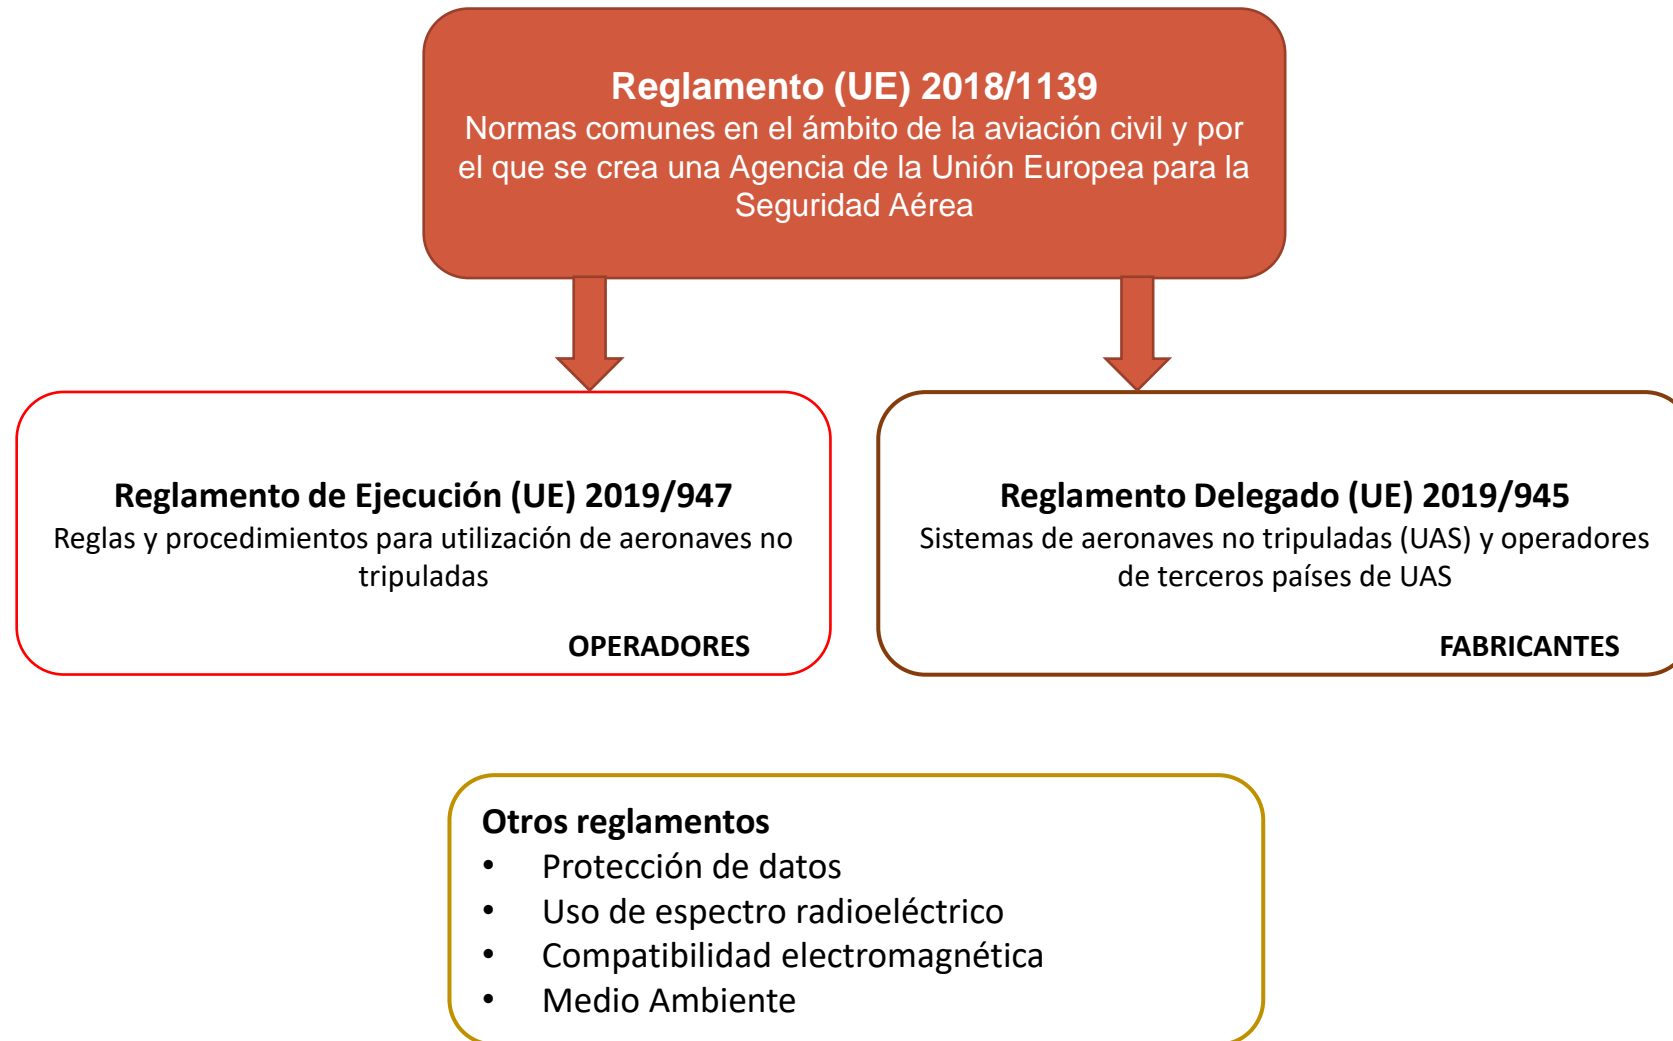 Reglamento (UE) 2018/1139
Normas comunes en el ámbito de la aviación civil y por
el que se crea una Agencia de la Unión Europea para la
Seguridad Aérea
Reglamento de Ejecución (UE) 2019/947
Reglas y procedimientos para utilización de aeronaves no
tripuladas
OPERADORES
Reglamento Delegado (UE) 2019/945
Sistemas de aeronaves no tripuladas (UAS) y operadores
de terceros países de UAS
FABRICANTES
Otros reglamentos
• Protección de datos
• Uso de espectro radioeléctrico
• Compatibilidad electromagnética
• Medio Ambiente